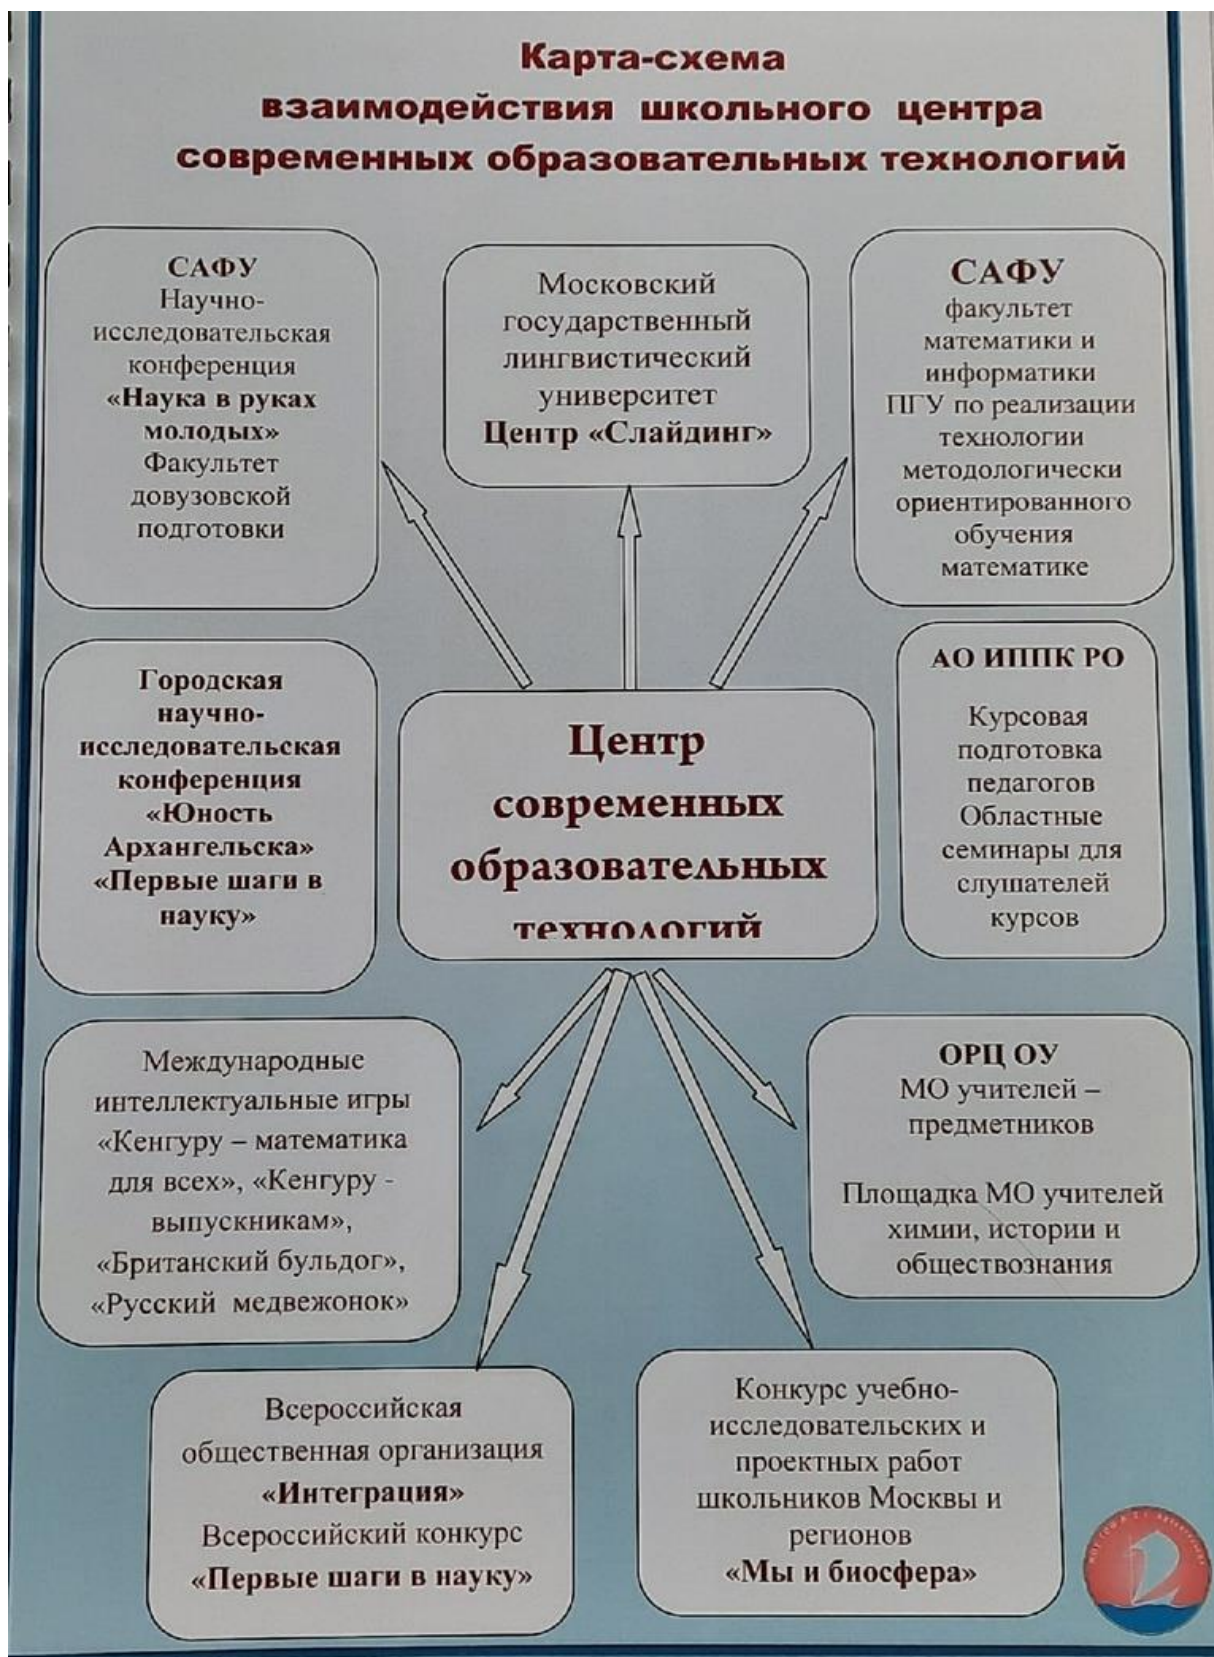 Карта-схема
взаимодействия школьного центра
современных образовательных технологий
САФУ
Научно-
исследовательская
конференция
«Наука в руках
молодых»
Факультет
довузовской
подготовки
Московский
государственный
лингвистический
университет
Центр «Слайдинг»
САФУ
факультет
математики и
информатики
ПГУ по реализации
технологии
методологически
ориентированного
обучения
математике
Городская
научно-
исследовательская
конференция
«Юность
Архангельска»
«Первые шаги в
науку»
Центр
современных
образовательных
технологий
АО ИППК РО
Курсовая
подготовка
педагогов
Областные
семинары для
слушателей
курсов
Международные
интеллектуальные игры
«Кенгуру – математика
для всех», «Кенгуру -
выпускникам»,
«Британский бульдог»,
«Русский медвежонок»
ОРЦ ОУ
МО учителей –
предметников
Площадка МО учителей
химии, истории и
обществознания
Всероссийская
общественная организация
«Интеграция»
Всероссийский конкурс
«Первые шаги в науку»
Конкурс учебно-
исследовательских и
проектных работ
школьников Москвы и
регионов
«Мы и биосфера»